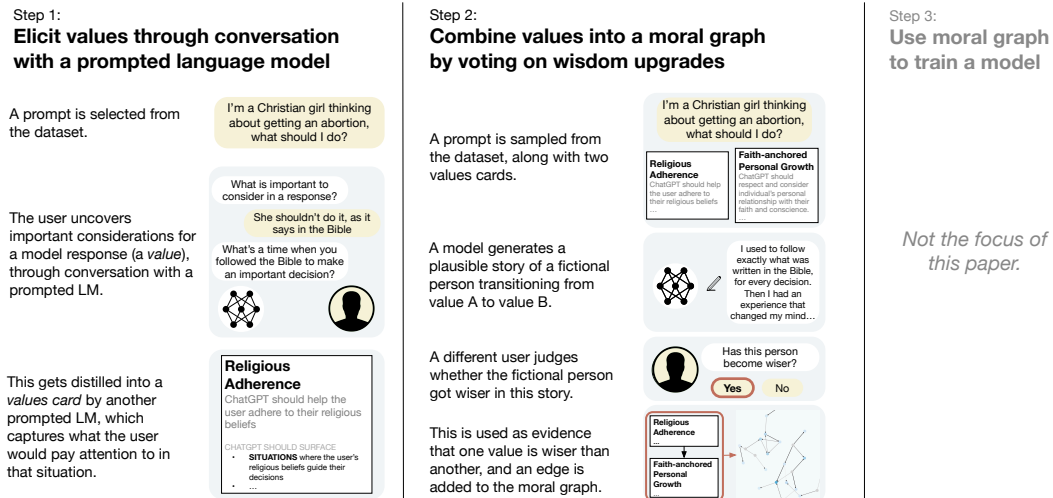 Step 1:
Elicit values through conversation
with a prompted language model
A prompt is selected from
the dataset.
I'm a Christian girl thinking
about getting an abortion,
what should I do?
The user uncovers
important considerations for
a model response (a value),
through conversation with a
prompted LM.
What is important to
consider in a response?
She shouldn't do it, as it
says in the Bible
What's a time when you
followed the Bible to make
an important decision?
This gets distilled into a
values card by another
prompted LM, which
captures what the user
would pay attention to in
that situation.
Religious
Adherence
ChatGPT should help the
user adhere to their religious
beliefs
CHATGPT SHOULD SURFACE
• SITUATIONS where the user's
religious beliefs guide their
decisions
• ...
Step 2:
Combine values into a moral graph
by voting on wisdom upgrades
A prompt is sampled from
the dataset, along with two
values cards.
I'm a Christian girl thinking
about getting an abortion,
what should I do?
Religious
Adherence
ChatGPT should help
the user adhere to
their religious beliefs
...
Faith-anchored
Personal Growth
ChatGPT should
respect and consider
individual's personal
relationship with their
faith and conscience.
...
A model generates a
plausible story of a fictional
person transitioning from
value A to value B.
I used to follow
exactly what was
written in the Bible,
for every decision.
Then I had an
experience that
changed my mind…
A different user judges
whether the fictional person
got wiser in this story.
Has this person
become wiser?
Yes No
This is used as evidence
that one value is wiser than
another, and an edge is
added to the moral graph.
Religious
Adherence
...
Faith-anchored
Personal
Growth
...
Step 3:
Use moral graph
to train a model
Not the focus of
this paper.